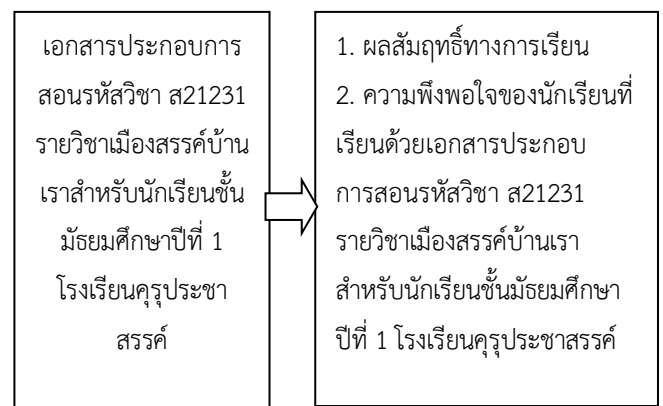 เอกสารประกอบการ
สอนรหัสวิชา ส21231
รายวิชาเมืองสรรค์บ้าน
เราสำหรับนักเรียนชั้น
มัธยมศึกษาปีที่ 1
โรงเรียนคุรุประชา
สรรค์
1. ผลสัมฤทธิ์ทางการเรียน
2. ความพึงพอใจของนักเรียนที่
เรียนด้วยเอกสารประกอบ
การสอนรหัสวิชา ส21231
รายวิชาเมืองสรรค์บ้านเรา
สำหรับนักเรียนชั้นมัธยมศึกษา
ปีที่ 1 โรงเรียนคุรุประชาสรรค์